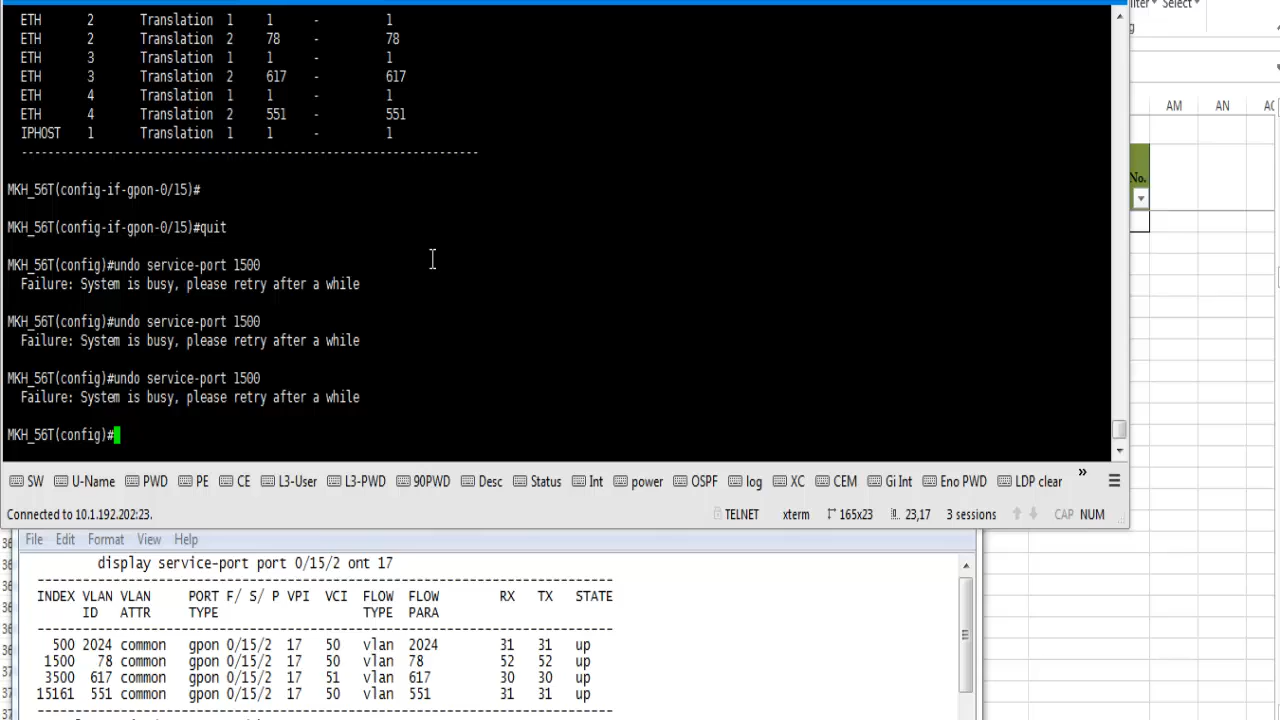 ilter Select
ETH 2 Translation 1 1 - 1
ETH 2 Translation 2 78 - 78
ETH 3 Translation 1 1 - 1
ETH 3 Translation 2 617 - 617
ETH 4 Translation 1 1 - 1
ETH 4 Translation 2 551 - 551
IPHOST 1 Translation 1 1 - 1
---------------------------------------------------------------------
AM AN AO
No.
MKH_56T(config-if-gpon-0/15)#
MKH_56T(config-if-gpon-0/15)#quit
MKH_56T(config)#undo service-port 1500
Failure: System is busy, please retry after a while
MKH_56T(config)#undo service-port 1500
Failure: System is busy, please retry after a while
MKH_56T(config)#undo service-port 1500
Failure: System is busy, please retry after a while
MKH_56T(config)#
SW U-Name PWD PE CE L3-User L3-PWD 90PWD Desc Status Int power OSPF log XC CEM Gi Int Eno PWD LDP clear »
Connected to 10.1.192.202:23. TELNET xterm 165x23 23,17 3 sessions CAP NUM
File Edit Format View Help
display service-port port 0/15/2 ont 17
-----------------------------------------------------------------------
INDEX VLAN VLAN PORT F/ S/ P VPI VCI FLOW FLOW RX TX STATE
ID ATTR TYPE TYPE PARA
-----------------------------------------------------------------------
500 2024 common gpon 0/15/2 17 50 vlan 2024 31 31 up
1500 78 common gpon 0/15/2 17 50 vlan 78 52 52 up
3500 617 common gpon 0/15/2 17 51 vlan 617 30 30 up
15161 551 common gpon 0/15/2 17 50 vlan 551 31 31 up
-----------------------------------------------------------------------